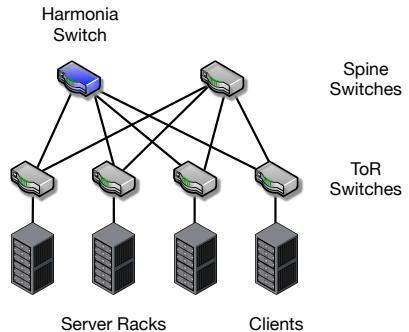 Harmonia
Switch
Spine
Switches
ToR
Switches
Server Racks
Clients